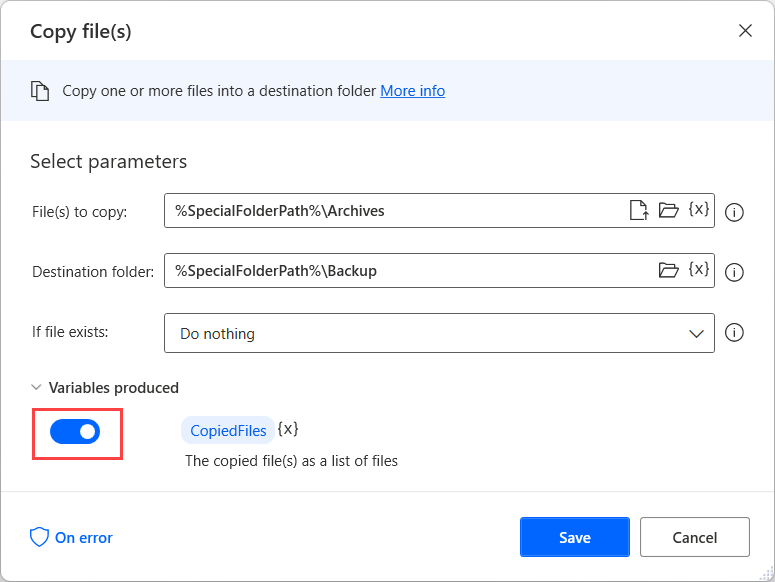 Copy file(s)
Copy one or more files into a destination folder More info
Select parameters
File(s) to copy: %SpecialFolderPath%\Archives {x}
Destination folder: %SpecialFolderPath%\Backup {x}
If file exists: Do nothing
Variables produced
CopiedFiles {x}
The copied file(s) as a list of files
On error Save Cancel